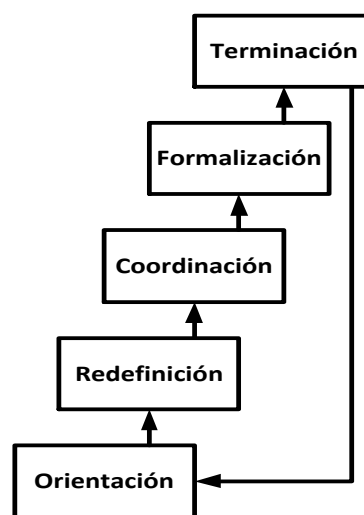 Terminación
Formalización
Coordinación
Redefinición
Orientación